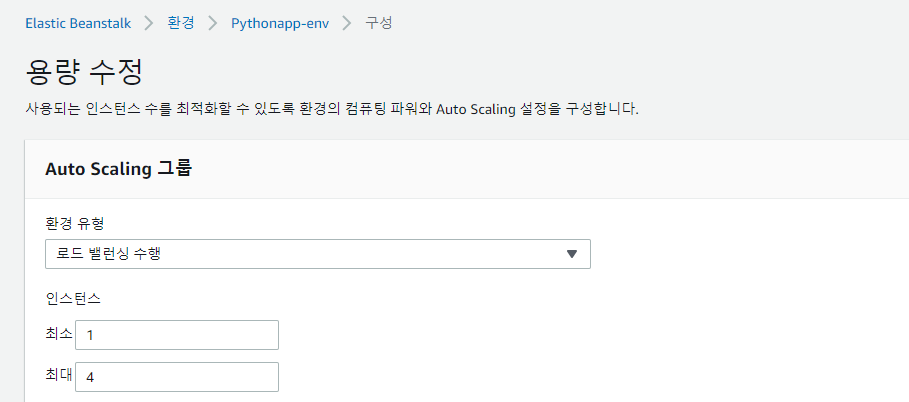 Elastic Beanstalk > 환경 > Pythonapp-env > 구성
용량 수정
사용되는 인스턴스 수를 최적화할 수 있도록 환경의 컴퓨팅 파워와 Auto Scaling 설정을 구성합니다.
Auto Scaling 그룹
환경 유형
로드 밸런싱 수행
인스턴스
최소 1
최대 4